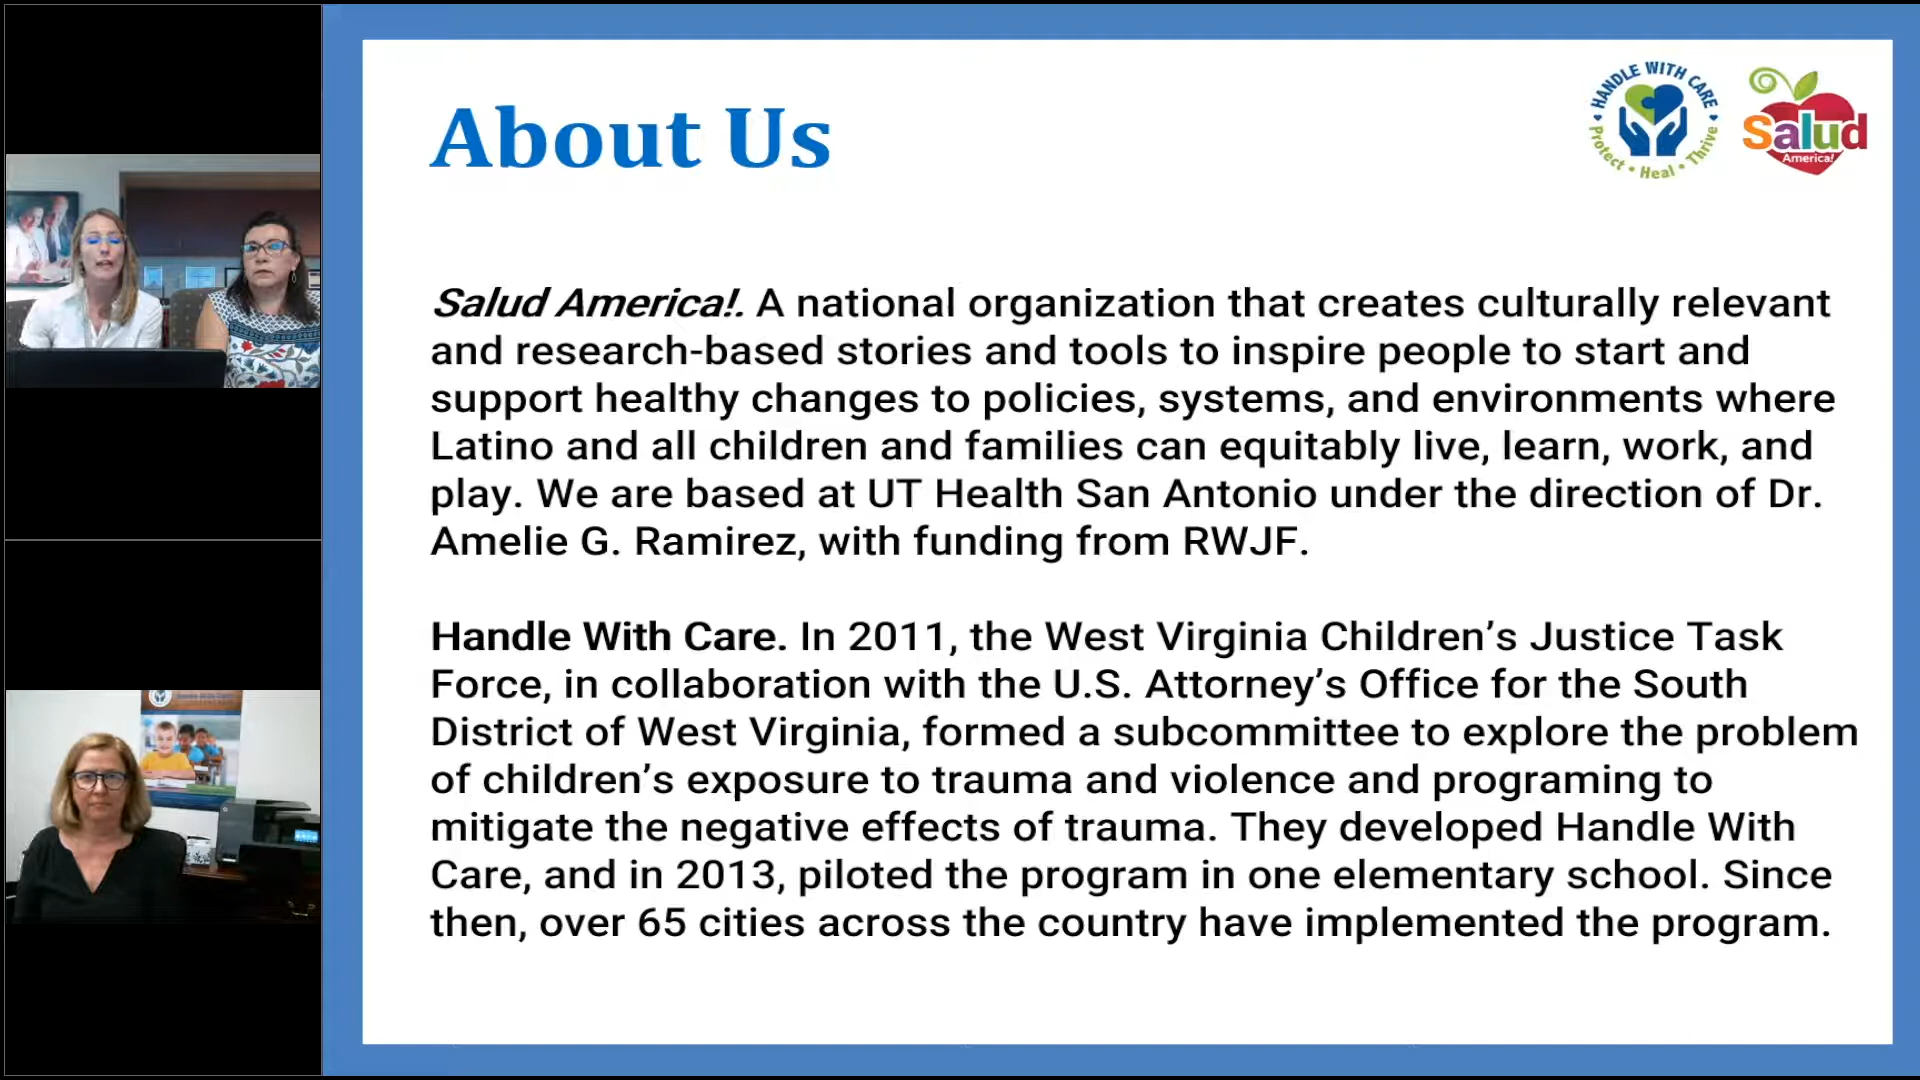 About Us
HANDLE WITH CARE
Protect • Heal • Thrive
Salud
America!
Salud America!. A national organization that creates culturally relevant
and research-based stories and tools to inspire people to start and
support healthy changes to policies, systems, and environments where
Latino and all children and families can equitably live, learn, work, and
play. We are based at UT Health San Antonio under the direction of Dr.
Amelie G. Ramirez, with funding from RWJF.
Handle With Care. In 2011, the West Virginia Children’s Justice Task
Force, in collaboration with the U.S. Attorney’s Office for the South
District of West Virginia, formed a subcommittee to explore the problem
of children’s exposure to trauma and violence and programing to
mitigate the negative effects of trauma. They developed Handle With
Care, and in 2013, piloted the program in one elementary school. Since
then, over 65 cities across the country have implemented the program.